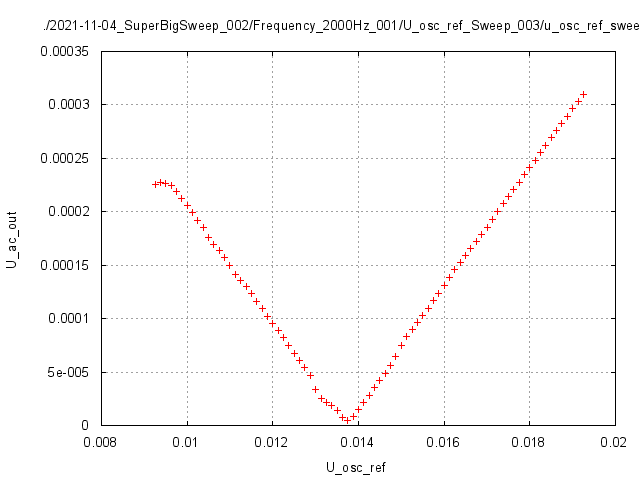 ./2021-11-04_SuperBigSweep_002/Frequency_2000Hz_001/U_osc_ref_Sweep_003/u_osc_ref_swee
0.00035
0.0003
0.00025
0.0002
0.00015
0.0001
5e-005
0
U_ac_out
0.008 0.01 0.012 0.014 0.016 0.018 0.02
U_osc_ref